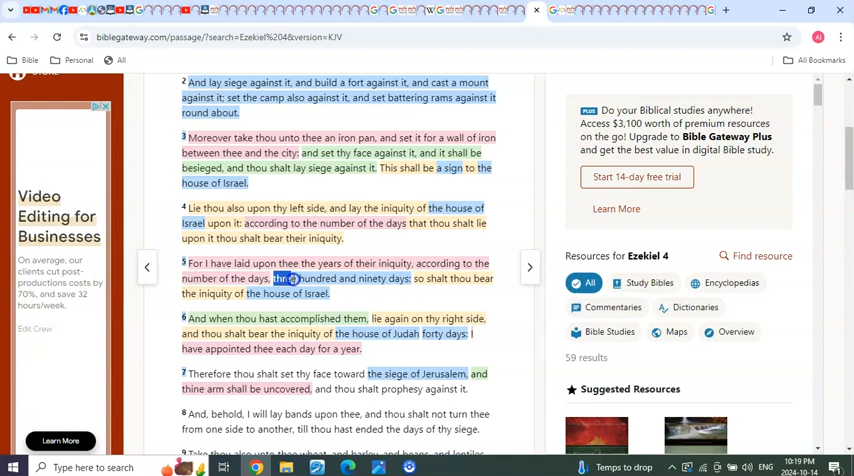 biblegateway.com/passage/?search=Ezekiel%204&version=KJV
Bible
Personal
All
All Bookmarks
2 And lay siege against it, and build a fort against it, and cast a mount
against it; set the camp also against it, and set battering rams against it
round about.
3 Moreover take thou unto thee an iron pan, and set it for a wall of iron
between thee and the city: and set thy face against it, and it shall be
besieged, and thou shalt lay siege against it. This shall be a sign to the
house of Israel.
4 Lie thou also upon thy left side, and lay the iniquity of the house of
Israel upon it: according to the number of the days that thou shalt lie
upon it thou shalt bear their iniquity.
5 For I have laid upon thee the years of their iniquity, according to the
number of the days, three hundred and ninety days: so shalt thou bear
the iniquity of the house of Israel.
6 And when thou hast accomplished them, lie again on thy right side,
and thou shalt bear the iniquity of the house of Judah forty days: I
have appointed thee each day for a year.
7 Therefore thou shalt set thy face toward the siege of Jerusalem, and
thine arm shall be uncovered, and thou shalt prophesy against it.
8 And, behold, I will lay bands upon thee, and thou shalt not turn thee
from one side to another, till thou hast ended the days of thy siege.
9 Take thou also unto thee wheat, and barley, and beans, and lentiles,
Video
Editing for
Businesses
On average, our
clients cut post-
productions costs by
70%, and save 32
hours/week.
Edit Crew
Learn More
PLUS Do your Biblical studies anywhere!
Access $3,100 worth of premium resources
on the go! Upgrade to Bible Gateway Plus
and get the best value in digital Bible study.
Start 14-day free trial
Learn More
Resources for Ezekiel 4
Find resource
All
Study Bibles
Encyclopedias
Commentaries
Dictionaries
Bible Studies
Maps
Overview
59 results
Suggested Resources
Type here to search
Temps to drop
ENG
10:19 PM
2024-10-14